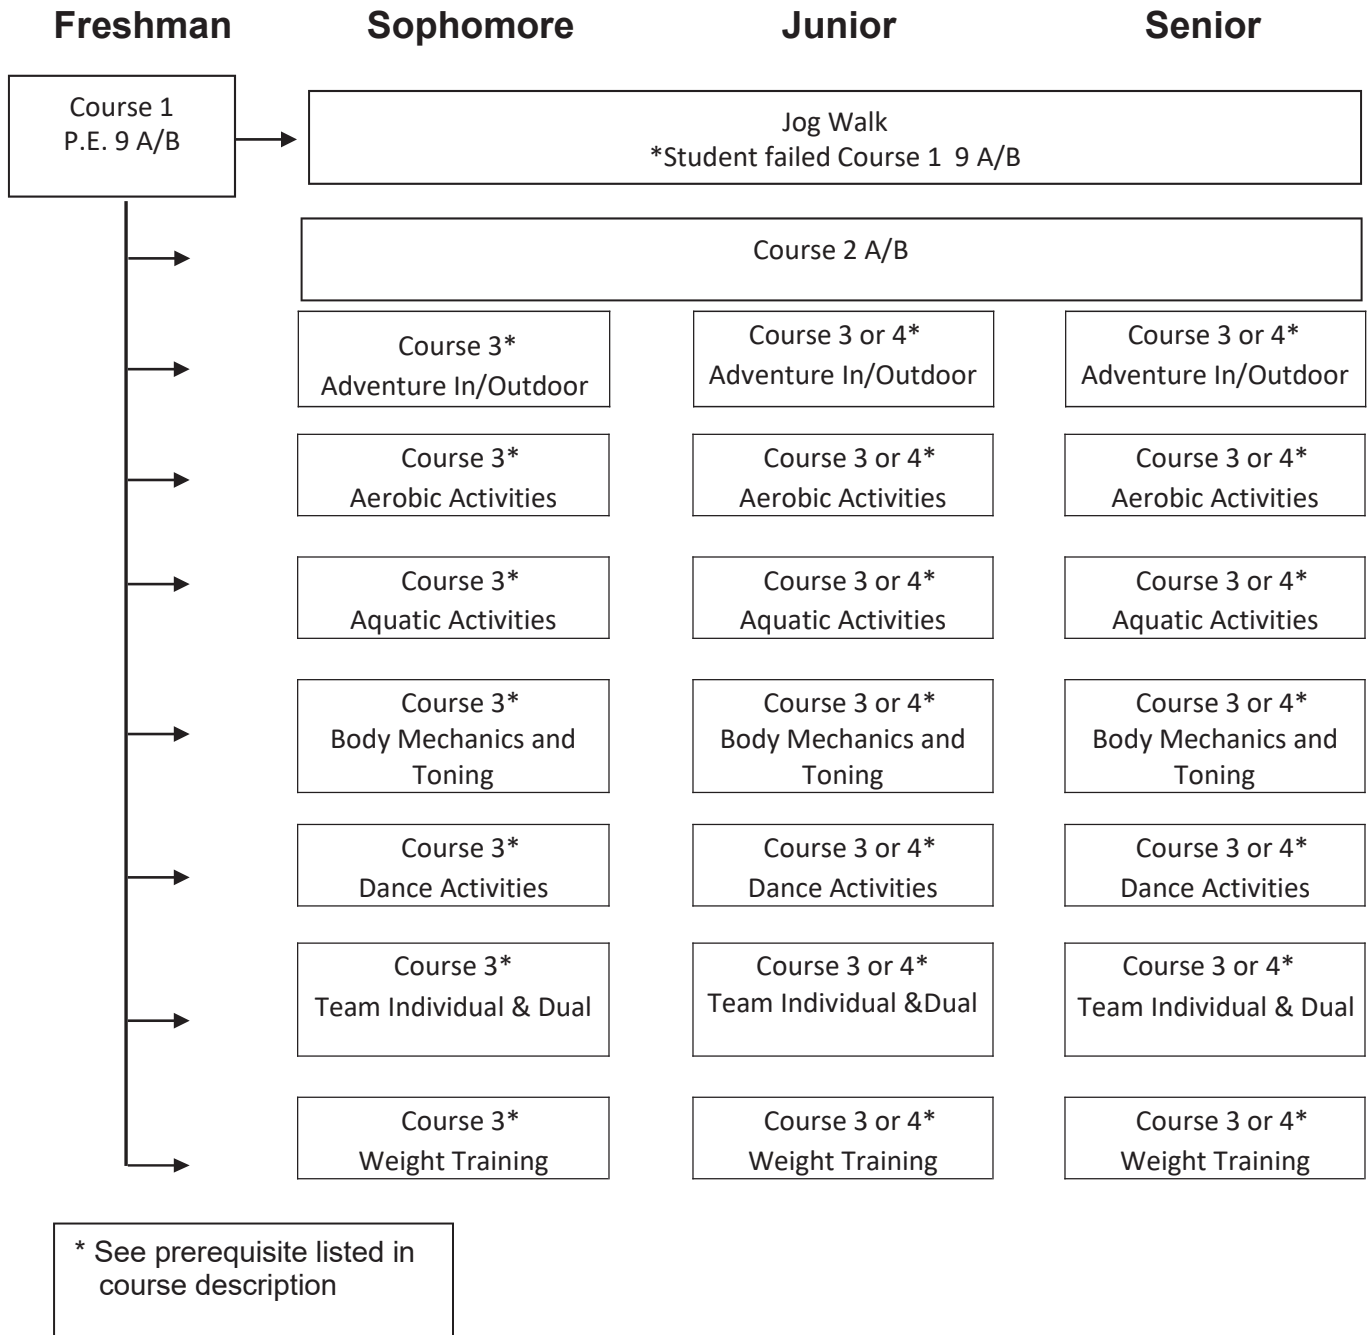 Freshman Sophomore Junior Senior
Course 1
P.E. 9 A/B
Jog Walk
*Student failed Course 1 9 A/B
Course 2 A/B
Course 3*
Adventure In/Outdoor
Course 3 or 4*
Adventure In/Outdoor
Course 3 or 4*
Adventure In/Outdoor
Course 3*
Aerobic Activities
Course 3 or 4*
Aerobic Activities
Course 3 or 4*
Aerobic Activities
Course 3*
Aquatic Activities
Course 3 or 4*
Aquatic Activities
Course 3 or 4*
Aquatic Activities
Course 3*
Body Mechanics and
Toning
Course 3 or 4*
Body Mechanics and
Toning
Course 3 or 4*
Body Mechanics and
Toning
Course 3*
Dance Activities
Course 3 or 4*
Dance Activities
Course 3 or 4*
Dance Activities
Course 3*
Team Individual & Dual
Course 3 or 4*
Team Individual &Dual
Course 3 or 4*
Team Individual & Dual
Course 3*
Weight Training
Course 3 or 4*
Weight Training
Course 3 or 4*
Weight Training
* See prerequisite listed in
course description